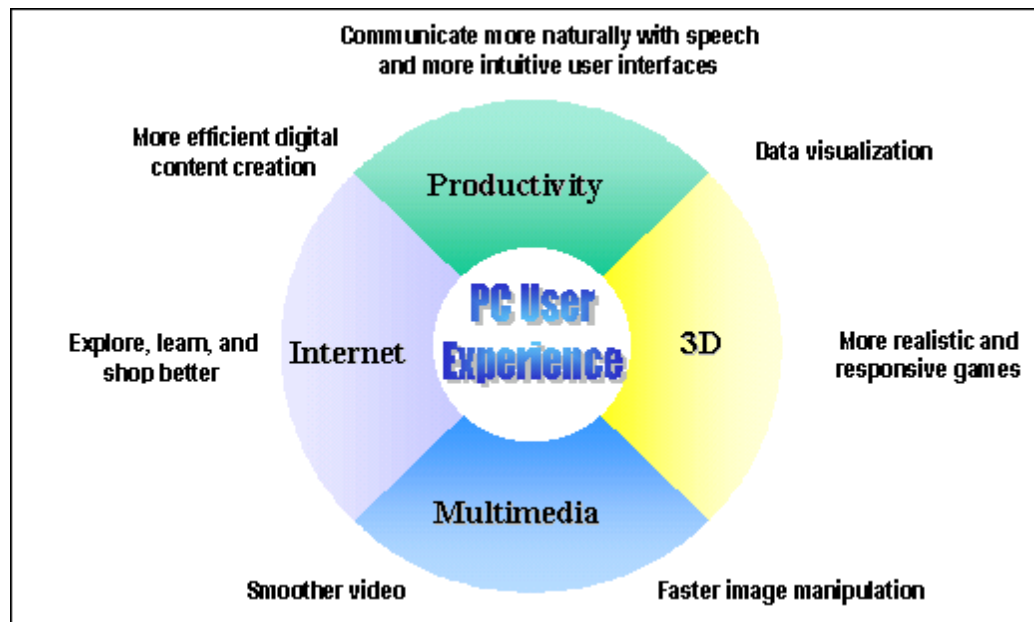 Communicate more naturally with speech
and more intuitive user interfaces
More efficient digital
content creation
Data visualization
Productivity
PC User
Experience
Internet
3D
Explore, learn, and
shop better
More realistic and
responsive games
Multimedia
Smoother video
Faster image manipulation